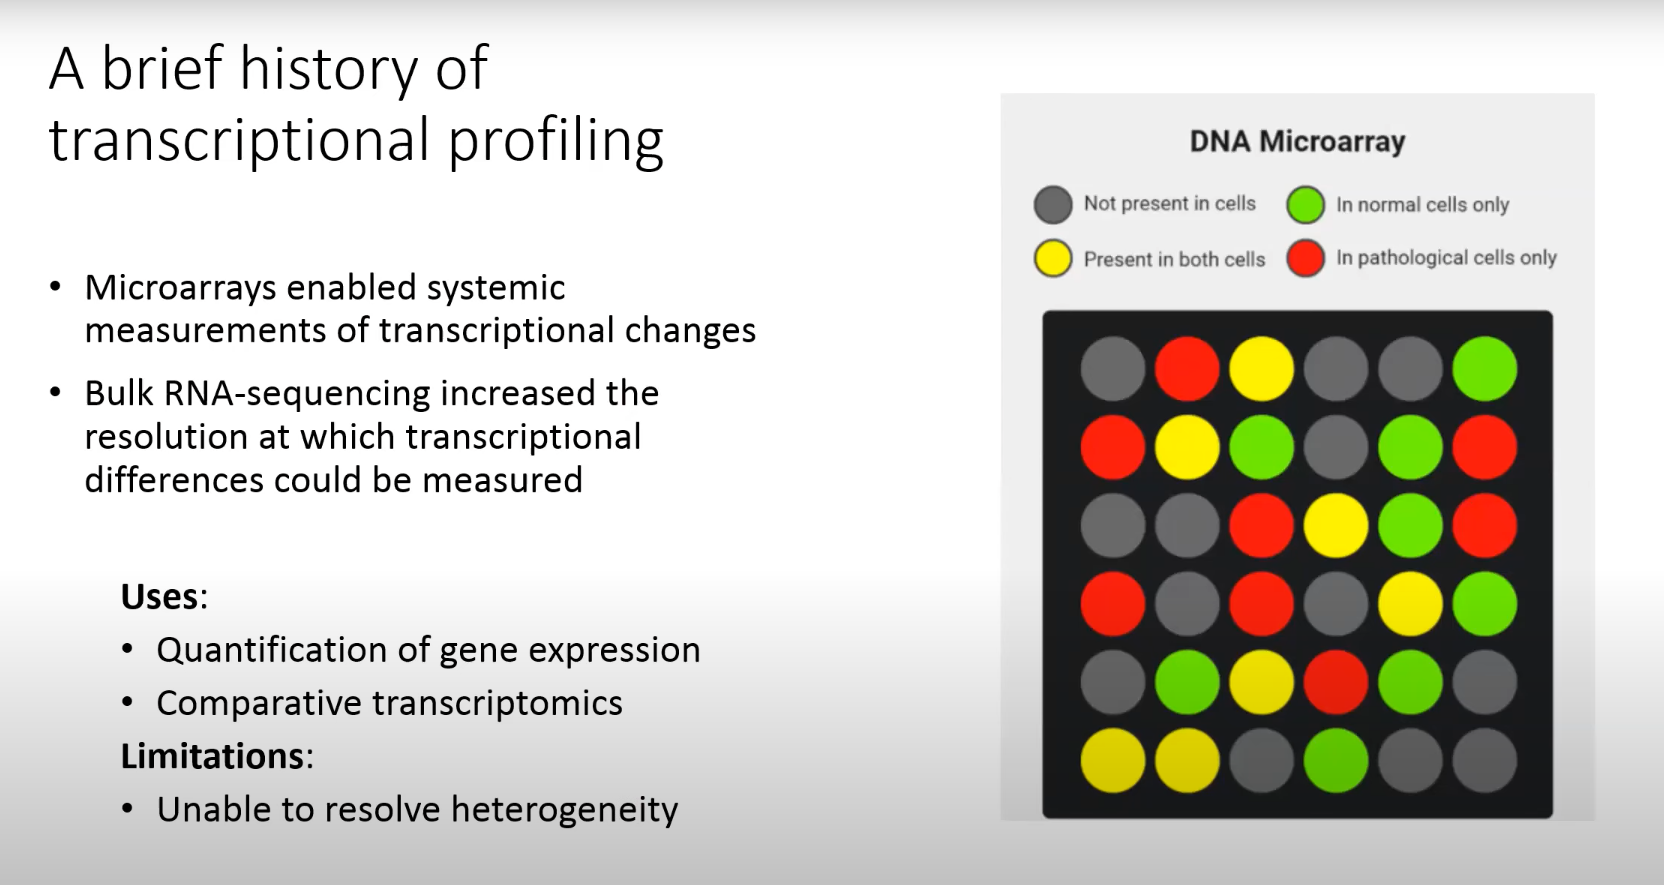 A brief history of
transcriptional profiling
• Microarrays enabled systemic
measurements of transcriptional changes
• Bulk RNA-sequencing increased the
resolution at which transcriptional
differences could be measured
Uses:
• Quantification of gene expression
• Comparative transcriptomics
Limitations:
• Unable to resolve heterogeneity
DNA Microarray
Not present in cells
In normal cells only
Present in both cells
In pathological cells only